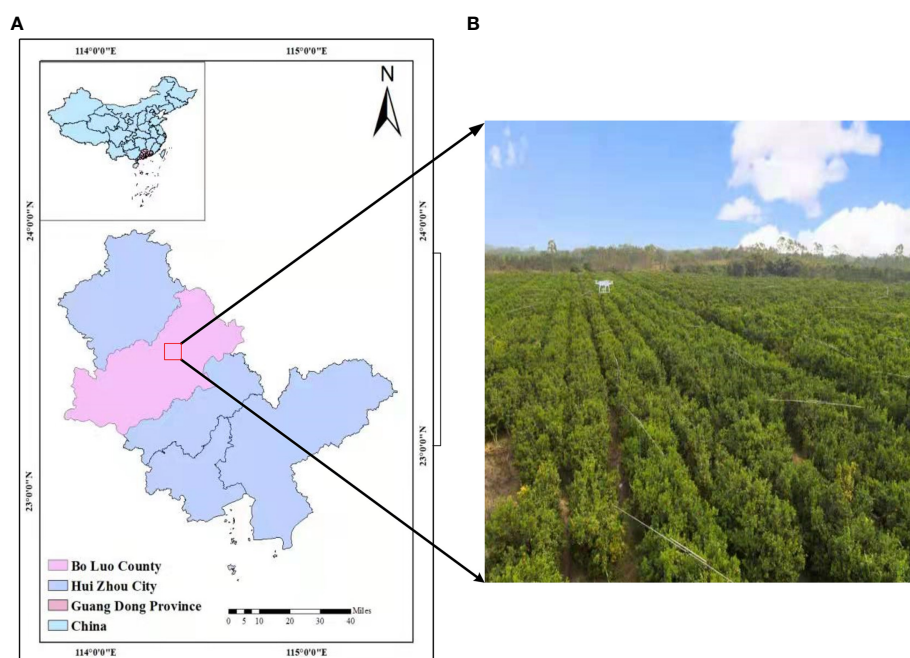 A
B
114°0'0"E
115°0'0"E
N
24°0'0"N
24°0'0"N
23°0'0"N
23°0'0"N
Bo Luo County
Hui Zhou City
Guang Dong Province
China
Miles
0 5 10 20 30 40
114°0'0"E
115°0'0"E